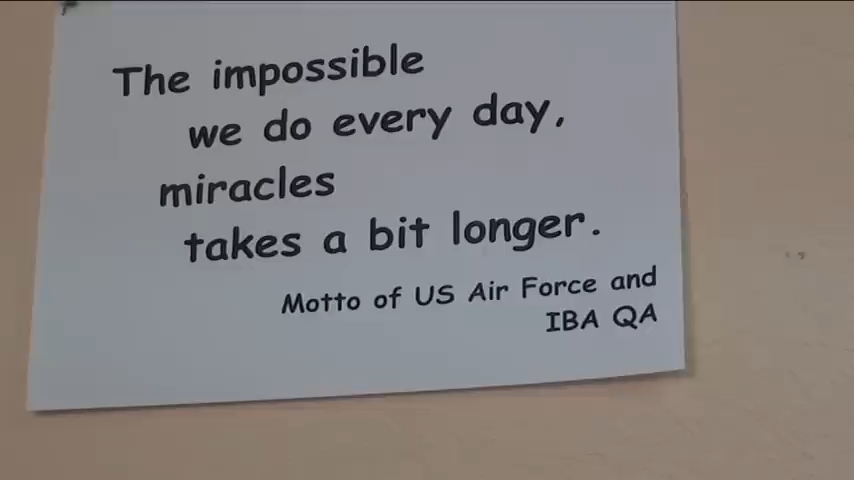 The impossible
we do every day,
miracles
takes a bit longer.
Motto of US Air Force and
IBA QA